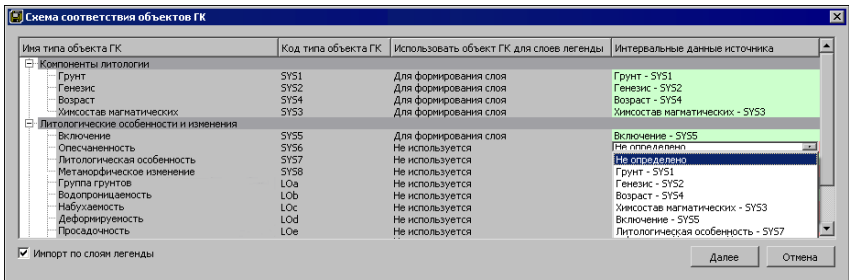 Схема соответствия объектов ГК
Имя типа объекта ГК Код типа объекта ГК Использовать объект ГК для слоев легенды Интервальные данные источника
Компоненты литологии
Грунт SYS1 Для формирования слоя Грунт - SYS1
Генезис SYS2 Для формирования слоя Генезис - SYS2
Возраст SYS4 Для формирования слоя Возраст - SYS4
Химсостав магматических SYS3 Для формирования слоя Химсостав магматических - SYS3
Литологические особенности и изменения
Включение SYS5 Для формирования слоя Включение - SYS5
Опесчаненность SYS6 Не используется Не определено
Литологическая особенность SYS7 Не используется Не определено
Метаморфическое изменение SYS8 Не используется Грунт - SYS1
Группа грунтов LOa Не используется Генезис - SYS2
Водопроницаемость LOb Не используется Возраст - SYS4
Набухаемость LOc Не используется Химсостав магматических - SYS3
Деформируемость LOd Не используется Включение - SYS5
Просадочность LOe Не используется Литологическая особенность - SYS7
Импорт по слоям легенды
Далее Отмена